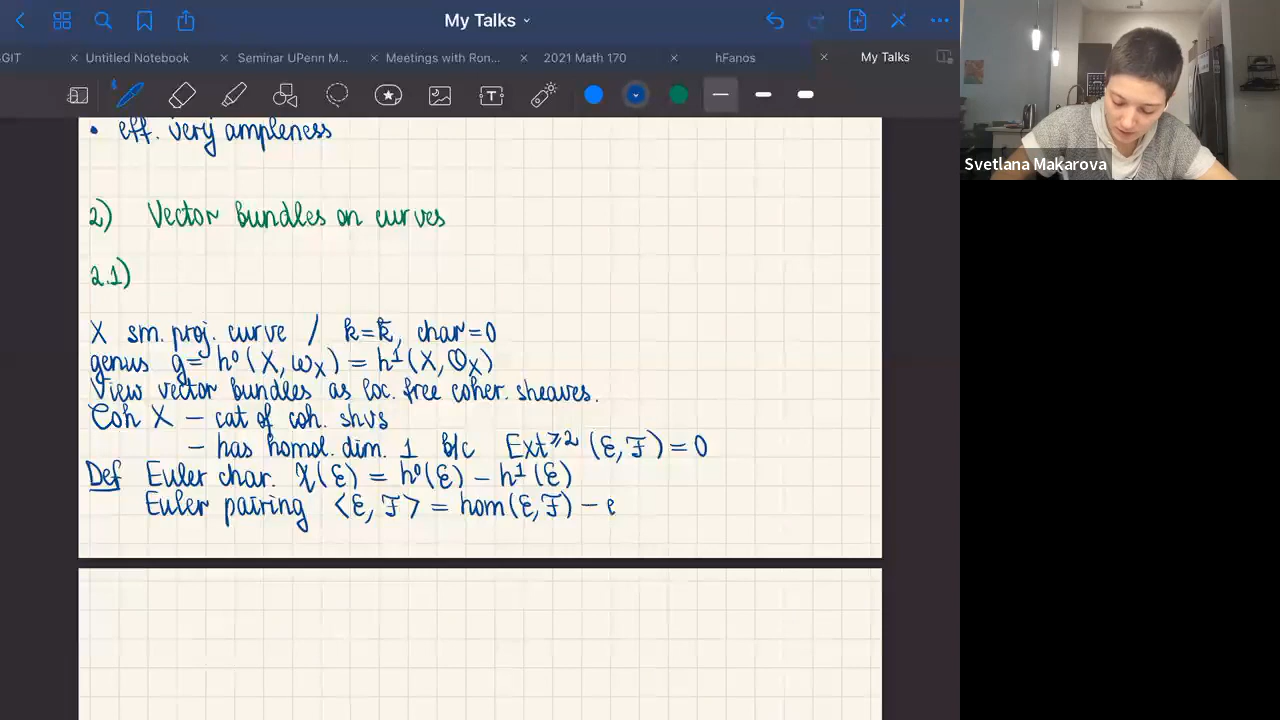 My Talks
GIT
Untitled Notebook
Seminar UPenn M...
Meetings with Ron...
2021 Math 170
hFanos
My Talks
Svetlana Makarova
• eff. very ampleness
2) Vector bundles on curves
2.1)
X sm. proj. curve / k=k̄, char=0
genus g= h⁰(X, ω_X) = h¹(X, O_X)
View vector bundles as loc. free coher. sheaves.
Coh X – cat of coh. shvs
– has homol. dim. 1 b/c Ext^≥2 (ℰ, ℱ) = 0
Def Euler char. χ(ℰ) = h⁰(ℰ) – h¹(ℰ)
Euler pairing <ℰ, ℱ> = hom(ℰ, ℱ) – e